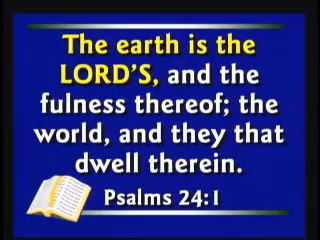 The earth is the
LORD'S, and the
fulness thereof; the
world, and they that
dwell therein.
Psalms 24:1